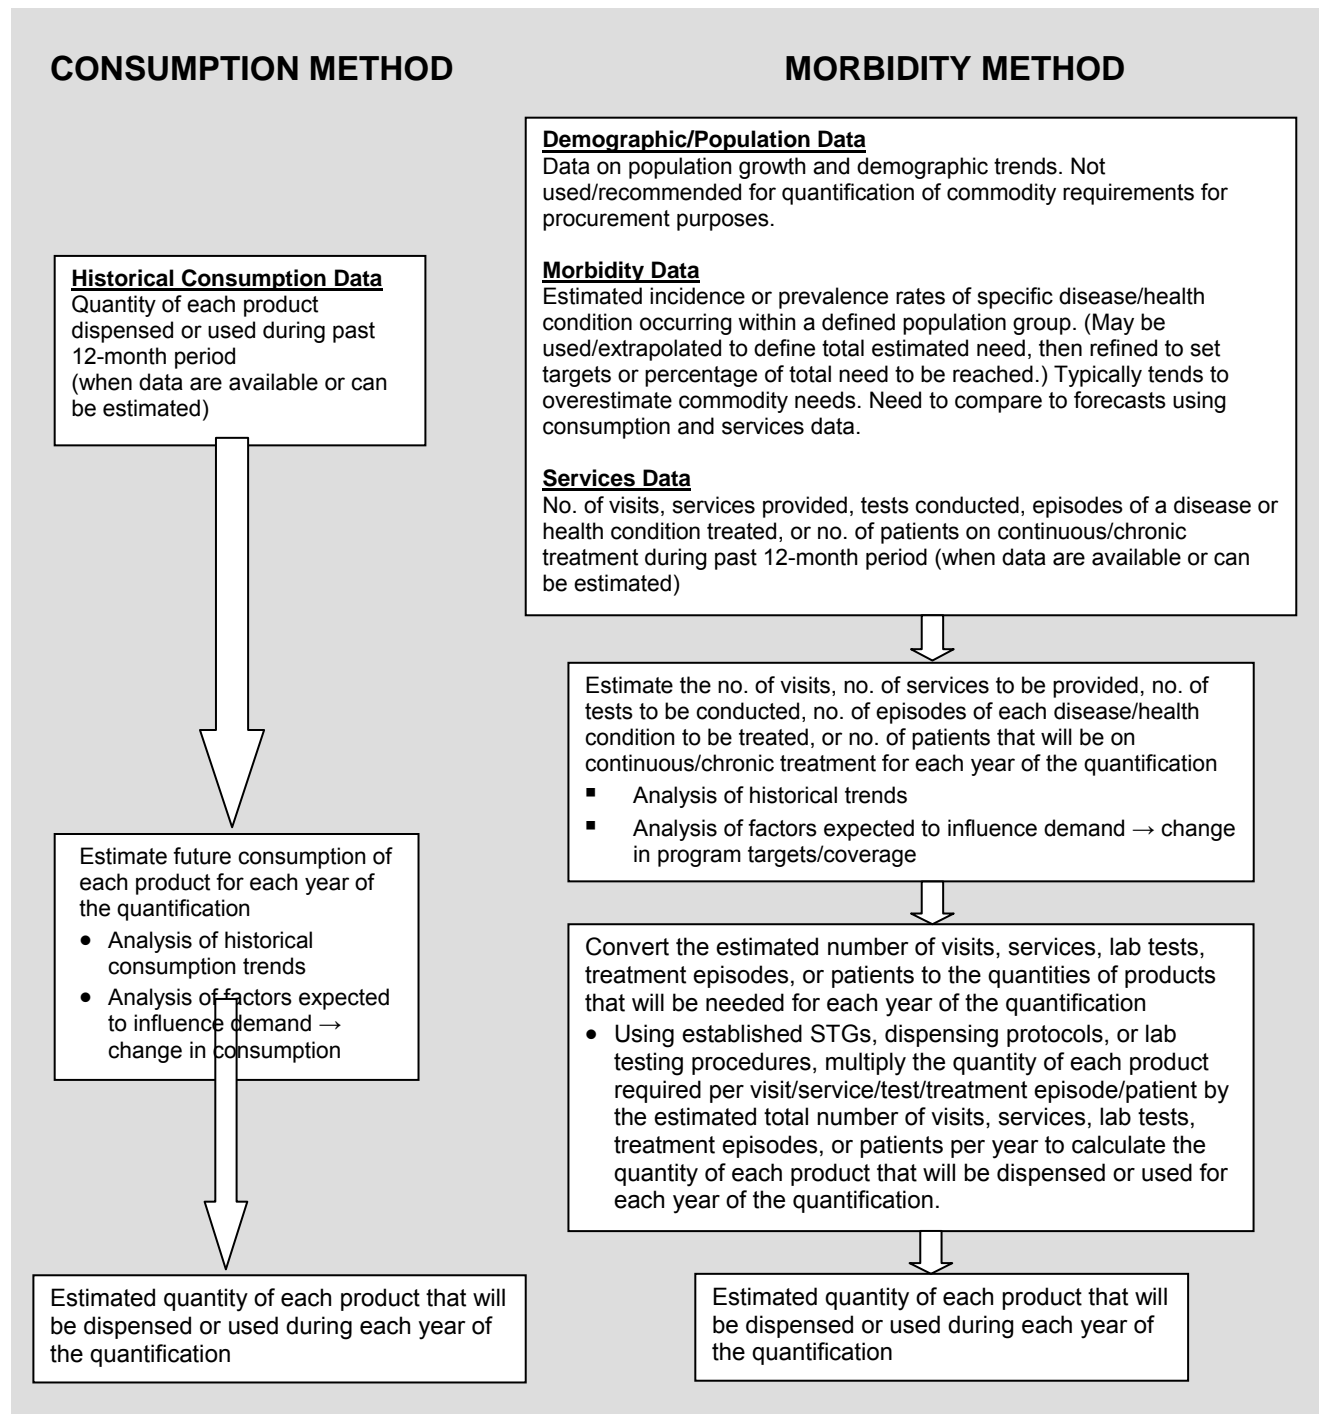 CONSUMPTION METHOD
Historical Consumption Data
Quantity of each product
dispensed or used during past
12-month period
(when data are available or can
be estimated)
Estimate future consumption of
each product for each year of
the quantification
• Analysis of historical
consumption trends
• Analysis of factors expected
to influence demand →
change in consumption
Estimated quantity of each product that will
be dispensed or used during each year of
the quantification
MORBIDITY METHOD
Demographic/Population Data
Data on population growth and demographic trends. Not
used/recommended for quantification of commodity requirements for
procurement purposes.
Morbidity Data
Estimated incidence or prevalence rates of specific disease/health
condition occurring within a defined population group. (May be
used/extrapolated to define total estimated need, then refined to set
targets or percentage of total need to be reached.) Typically tends to
overestimate commodity needs. Need to compare to forecasts using
consumption and services data.
Services Data
No. of visits, services provided, tests conducted, episodes of a disease or
health condition treated, or no. of patients on continuous/chronic
treatment during past 12-month period (when data are available or can
be estimated)
Estimate the no. of visits, no. of services to be provided, no. of
tests to be conducted, no. of episodes of each disease/health
condition to be treated, or no. of patients that will be on
continuous/chronic treatment for each year of the quantification
▪ Analysis of historical trends
▪ Analysis of factors expected to influence demand → change
in program targets/coverage
Convert the estimated number of visits, services, lab tests,
treatment episodes, or patients to the quantities of products
that will be needed for each year of the quantification
• Using established STGs, dispensing protocols, or lab
testing procedures, multiply the quantity of each product
required per visit/service/test/treatment episode/patient by
the estimated total number of visits, services, lab tests,
treatment episodes, or patients per year to calculate the
quantity of each product that will be dispensed or used for
each year of the quantification.
Estimated quantity of each product that will
be dispensed or used during each year of
the quantification